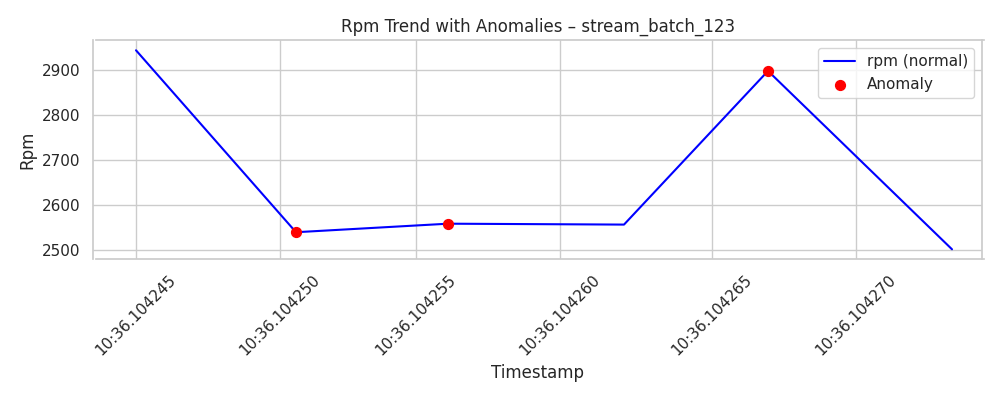 Rpm Trend with Anomalies – stream_batch_123
rpm (normal)
Anomaly
Rpm
2900
2800
2700
2600
2500
10:36.104245
10:36.104250
10:36.104255
10:36.104260
10:36.104265
10:36.104270
Timestamp